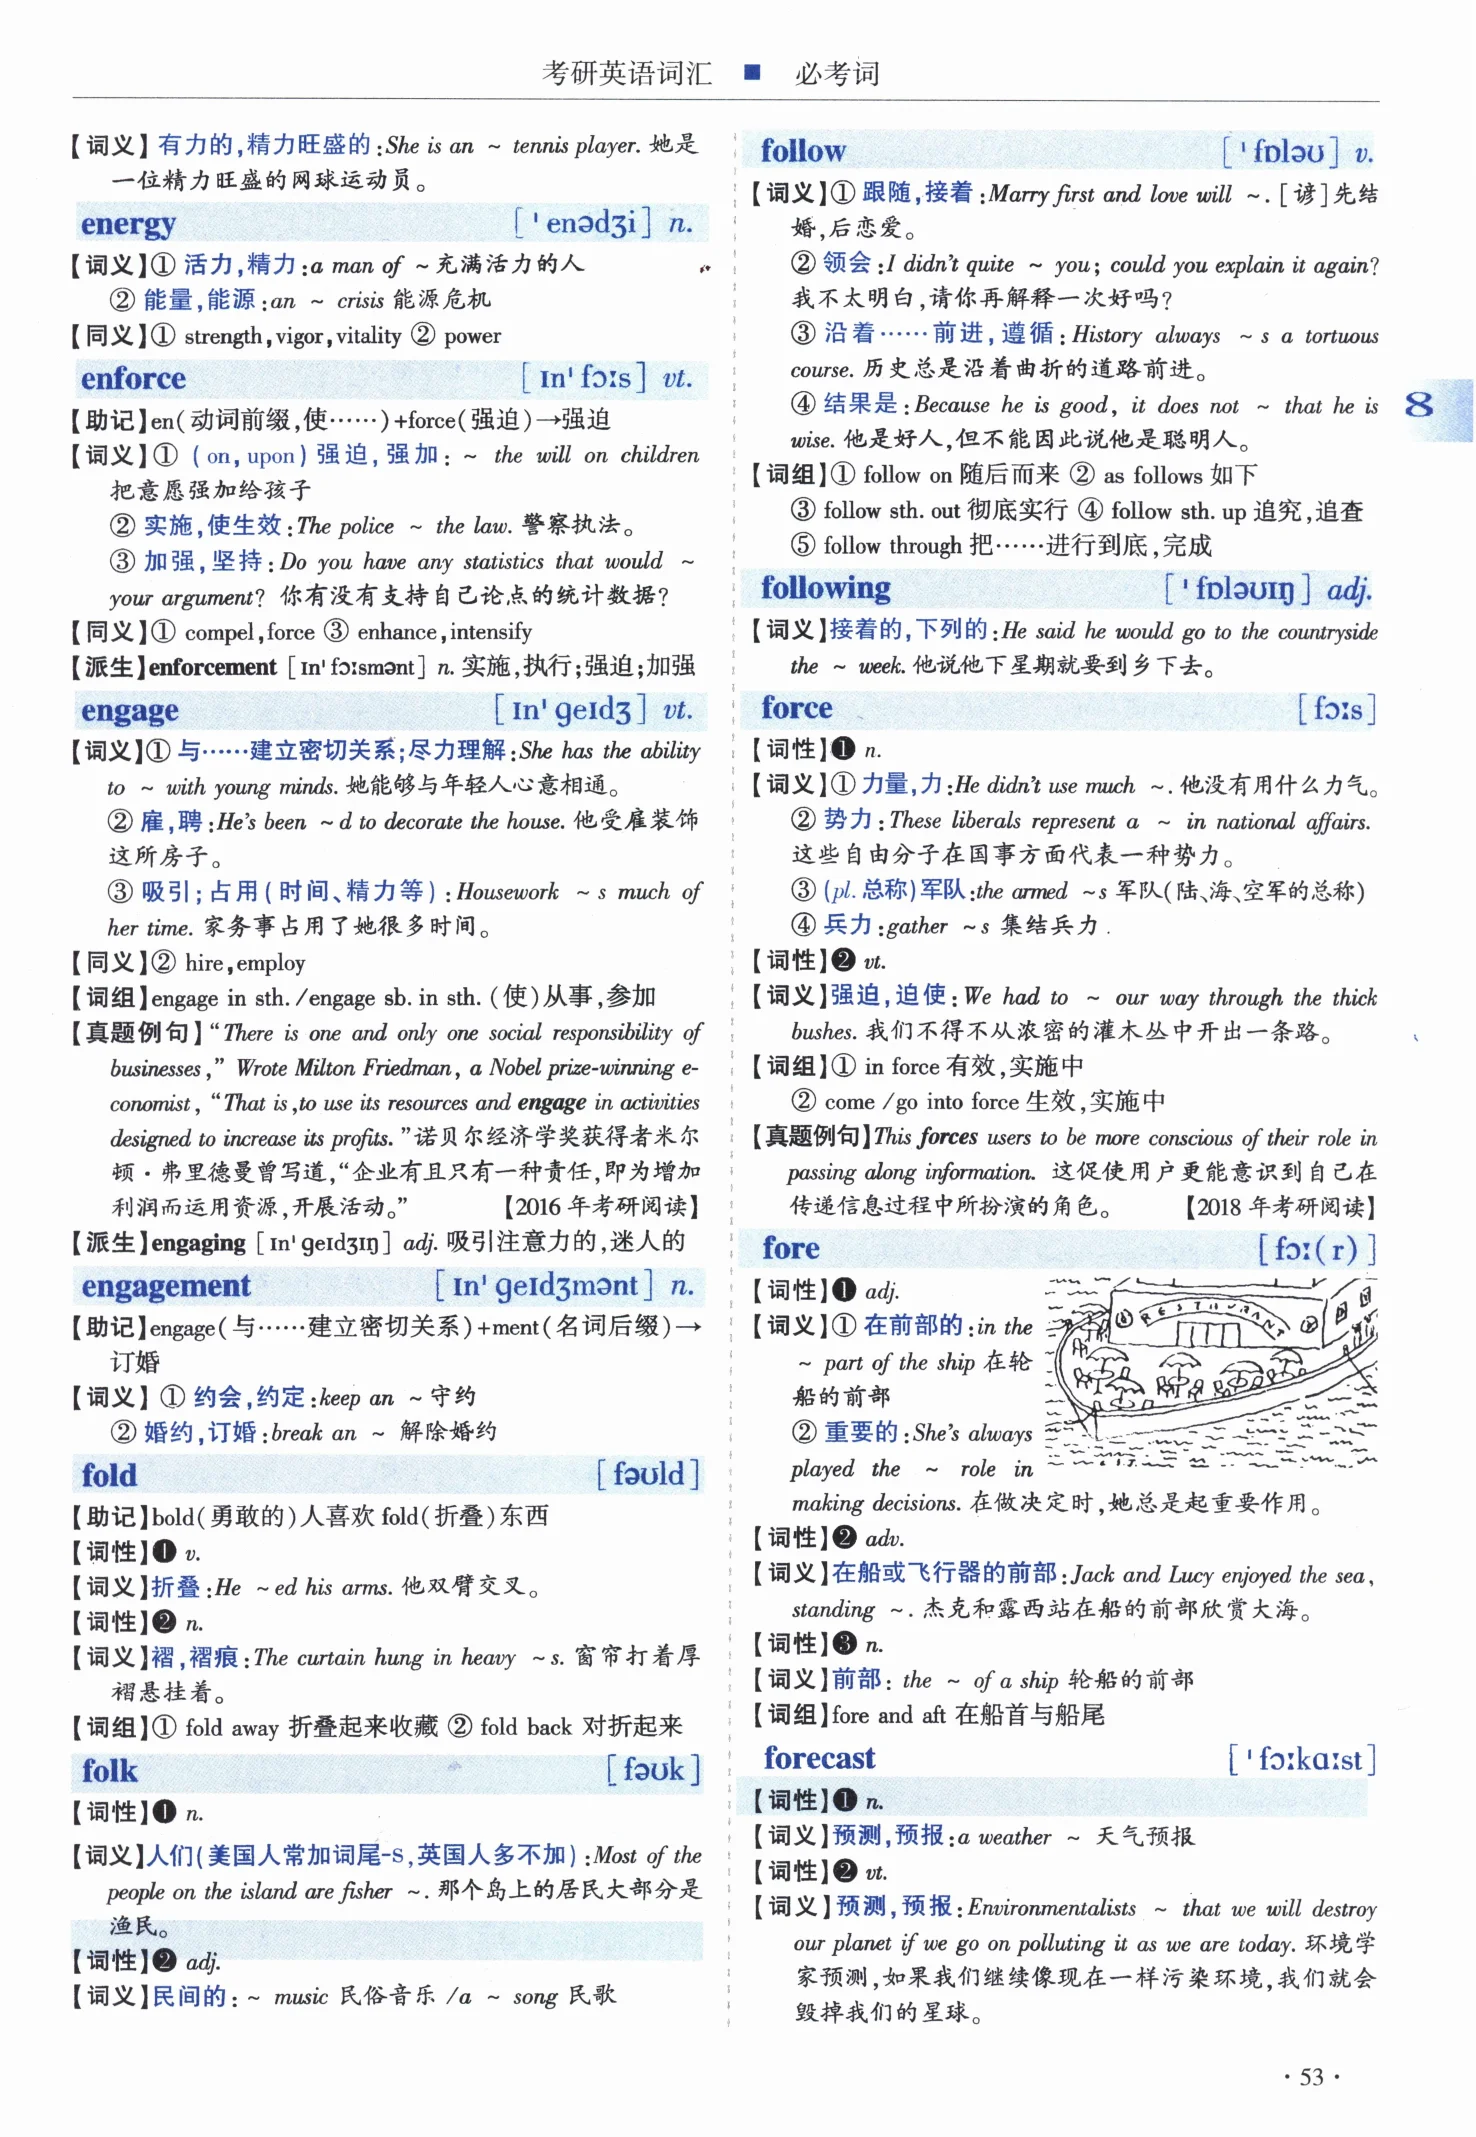 考研英语词汇 ■ 必考词
【词义】有力的,精力旺盛的:She is an ~ tennis player. 她是
一位精力旺盛的网球运动员。
energy [ˈenədʒi] n.
【词义】① 活力,精力:a man of ~充满活力的人
② 能量,能源:an ~ crisis 能源危机
【同义】① strength,vigor,vitality ② power
enforce [ɪnˈfɔːs] vt.
【助记】en(动词前缀,使……)+force(强迫)→强迫
【词义】① (on, upon) 强迫,强加: ~ the will on children
把意愿强加给孩子
② 实施,使生效:The police ~ the law. 警察执法。
③ 加强,坚持:Do you have any statistics that would ~
your argument? 你有没有支持自己论点的统计数据?
【同义】① compel,force ③ enhance,intensify
【派生】enforcement [ɪnˈfɔːsmənt] n. 实施,执行;强迫;加强
engage [ɪnˈɡeɪdʒ] vt.
【词义】① 与……建立密切关系;尽力理解:She has the ability
to ~ with young minds. 她能够与年轻人心意相通。
② 雇,聘:He's been ~d to decorate the house. 他受雇装饰
这所房子。
③ 吸引;占用(时间、精力等):Housework ~s much of
her time. 家务事占用了她很多时间。
【同义】② hire,employ
【词组】engage in sth./engage sb. in sth. (使)从事,参加
【真题例句】“There is one and only one social responsibility of
businesses,” Wrote Milton Friedman, a Nobel prize-winning e-
conomist, “That is,to use its resources and engage in activities
designed to increase its profits.”诺贝尔经济学奖获得者米尔
顿·弗里德曼曾写道,“企业有且只有一种责任,即为增加
利润而运用资源,开展活动。” 【2016年考研阅读】
【派生】engaging [ɪnˈɡeɪdʒɪŋ] adj. 吸引注意力的,迷人的
engagement [ɪnˈɡeɪdʒmənt] n.
【助记】engage(与……建立密切关系)+ment(名词后缀)→
订婚
【词义】① 约会,约定:keep an ~守约
② 婚约,订婚:break an ~ 解除婚约
fold [fəʊld]
【助记】bold(勇敢的)人喜欢 fold(折叠)东西
【词性】❶ v.
【词义】折叠:He ~ed his arms. 他双臂交叉。
【词性】❷ n.
【词义】褶,褶痕:The curtain hung in heavy ~s. 窗帘打着厚
褶悬挂着。
【词组】① fold away 折叠起来收藏 ② fold back 对折起来
folk [fəʊk]
【词性】❶ n.
【词义】人们(美国人常加词尾-s,英国人多不加):Most of the
people on the island are fisher ~. 那个岛上的居民大部分是
渔民。
【词性】❷ adj.
【词义】民间的: ~ music 民俗音乐 /a ~ song 民歌
follow [ˈfɒləʊ] v.
【词义】① 跟随,接着:Marry first and love will ~. [谚]先结
婚,后恋爱。
② 领会:I didn't quite ~ you; could you explain it again?
我不太明白,请你再解释一次好吗?
③ 沿着……前进,遵循: History always ~s a tortuous
course. 历史总是沿着曲折的道路前进。
④ 结果是:Because he is good, it does not ~ that he is
wise. 他是好人,但不能因此说他是聪明人。
【词组】① follow on 随后而来 ② as follows 如下
③ follow sth. out 彻底实行 ④ follow sth. up 追究,追查
⑤ follow through 把……进行到底,完成
following [ˈfɒləʊɪŋ] adj.
【词义】接着的,下列的:He said he would go to the countryside
the ~ week. 他说他下星期就要到乡下去。
force [fɔːs]
【词性】❶ n.
【词义】① 力量,力:He didn't use much ~. 他没有用什么力气。
② 势力:These liberals represent a ~ in national affairs.
这些自由分子在国事方面代表一种势力。
③ (pl.总称)军队:the armed ~s 军队(陆、海、空军的总称)
④ 兵力:gather ~s 集结兵力.
【词性】❷ vt.
【词义】强迫,迫使: We had to ~ our way through the thick
bushes. 我们不得不从浓密的灌木丛中开出一条路。
【词组】① in force 有效,实施中
② come /go into force 生效,实施中
【真题例句】This forces users to be more conscious of their role in
passing along information. 这促使用户更能意识到自己在
传递信息过程中所扮演的角色。 【2018年考研阅读】
fore [fɔː(r)]
【词性】❶ adj.
RESTAURANT
【词义】① 在前部的:in the
~ part of the ship 在轮
船的前部
② 重要的:She's always
played the ~ role in
making decisions. 在做决定时,她总是起重要作用。
【词性】❷ adv.
【词义】在船或飞行器的前部:Jack and Lucy enjoyed the sea,
standing ~. 杰克和露西站在船的前部欣赏大海。
【词性】❸ n.
【词义】前部: the ~ of a ship 轮船的前部
【词组】fore and aft 在船首与船尾
forecast [ˈfɔːkɑːst]
【词性】❶ n.
【词义】预测,预报:a weather ~ 天气预报
【词性】❷ vt.
【词义】预测,预报:Environmentalists ~ that we will destroy
our planet if we go on polluting it as we are today. 环境学
家预测,如果我们继续像现在一样污染环境,我们就会
毁掉我们的星球。
8
·53·